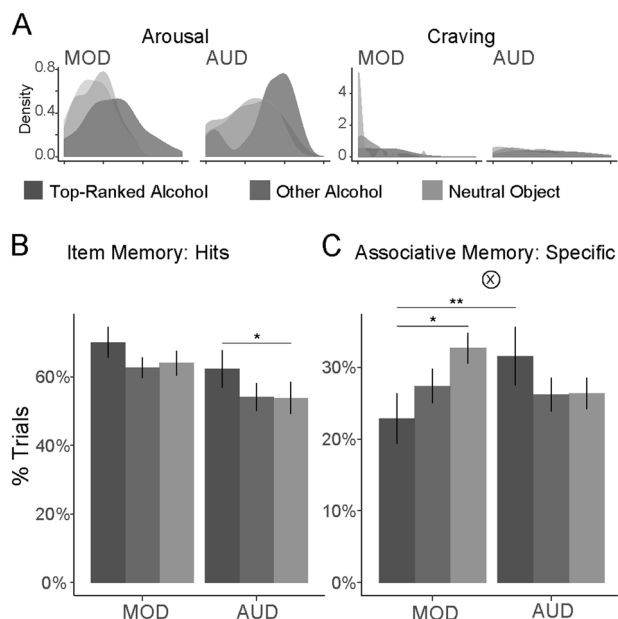 A
Arousal
Craving
MOD
AUD
MOD
AUD
Density
0.8
0.4
0.0
4
2
0
Top-Ranked Alcohol
Other Alcohol
Neutral Object
B
Item Memory: Hits
C
Associative Memory: Specific
X
**
*
*
% Trials
60%
40%
20%
0%
30%
20%
10%
0%
MOD
AUD
MOD
AUD